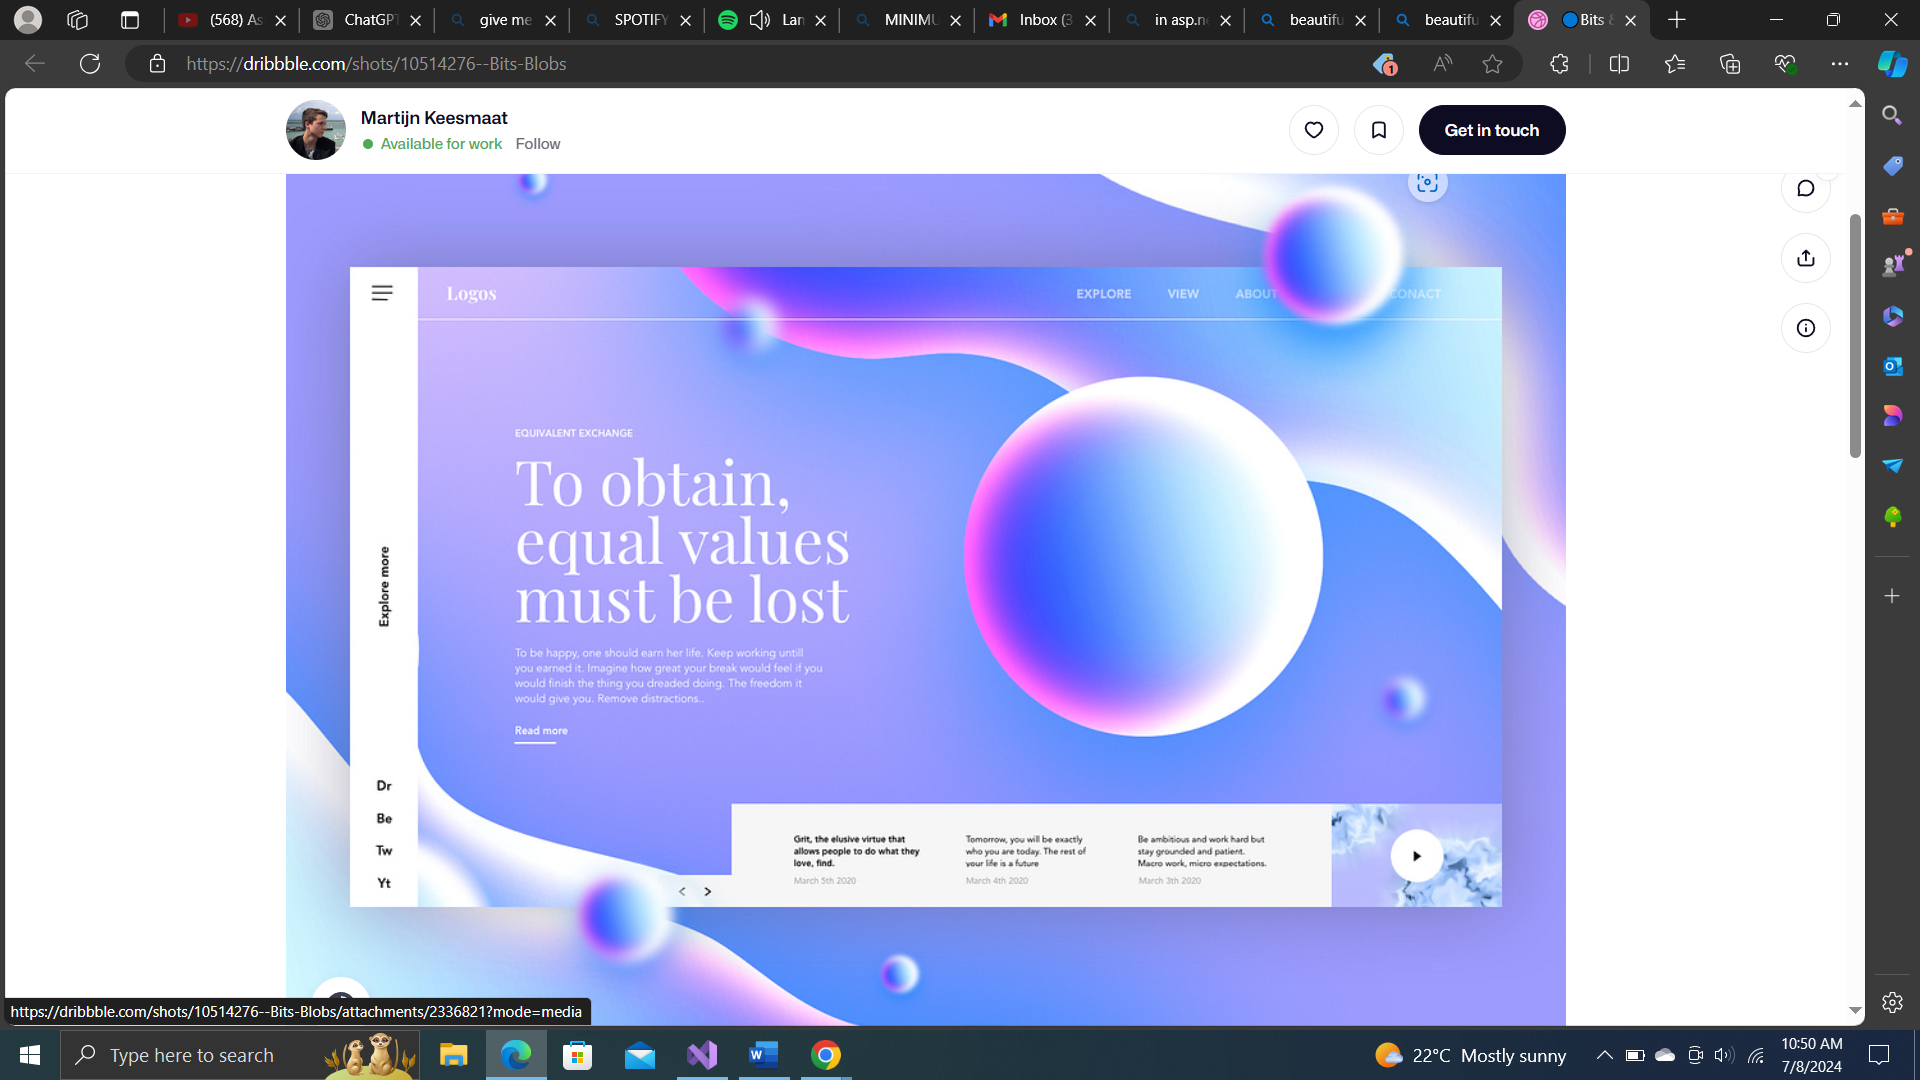 (568) As
ChatGPT
give me
SPOTIFY
Lan
MINIMU
Inbox (3
in asp.ne
beautifu
beautifu
Bits &
https://dribbble.com/shots/10514276--Bits-Blobs
1
Martijn Keesmaat
Available for work Follow
Get in touch
Logos
EXPLORE VIEW ABOUT CONACT
EQUIVALENT EXCHANGE
To obtain,
equal values
must be lost
To be happy, one should earn her life. Keep working untill
you earned it. Imagine how great your break would feel if you
would finish the thing you dreaded doing. The freedom it
would give you. Remove distractions..
Read more
Explore more
Dr
Be
Tw
Yt
< >
Grit, the elusive virtue that
allows people to do what they
love, find.
March 5th 2020
Tomorrow, you will be exactly
who you are today. The rest of
your life is a future
March 4th 2020
Be ambitious and work hard but
stay grounded and patient.
Macro work, micro expectations.
March 3th 2020
https://dribbble.com/shots/10514276--Bits-Blobs/attachments/2336821?mode=media
Type here to search
22°C Mostly sunny
10:50 AM
7/8/2024